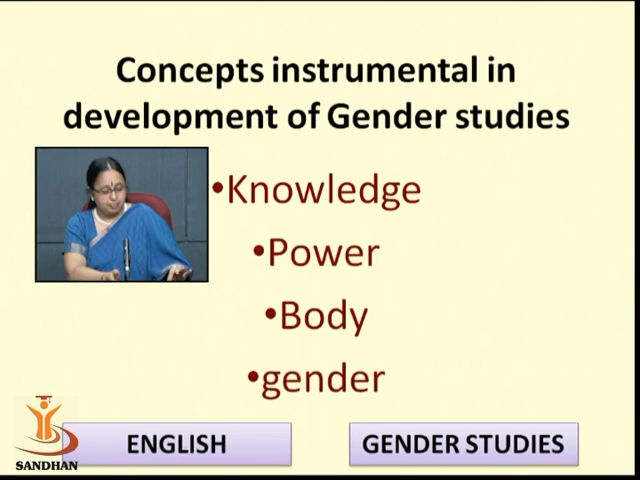 Concepts instrumental in
development of Gender studies
•Knowledge
•Power
•Body
•gender
SANDHAN
ENGLISH
GENDER STUDIES